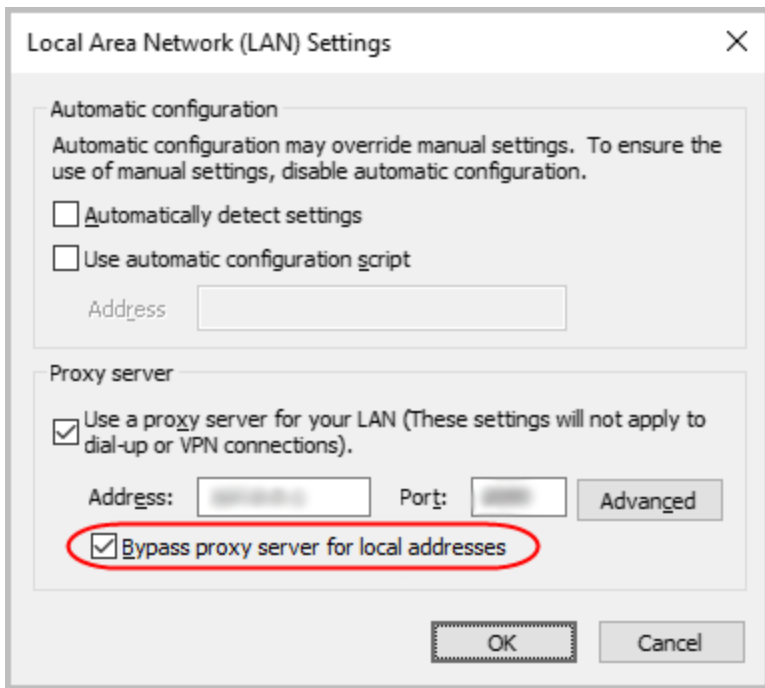 Local Area Network (LAN) Settings
Automatic configuration
Automatic configuration may override manual settings. To ensure the
use of manual settings, disable automatic configuration.
Automatically detect settings
Use automatic configuration script
Address
Proxy server
Use a proxy server for your LAN (These settings will not apply to
dial-up or VPN connections).
Address: Port: Advanced
Bypass proxy server for local addresses
OK Cancel